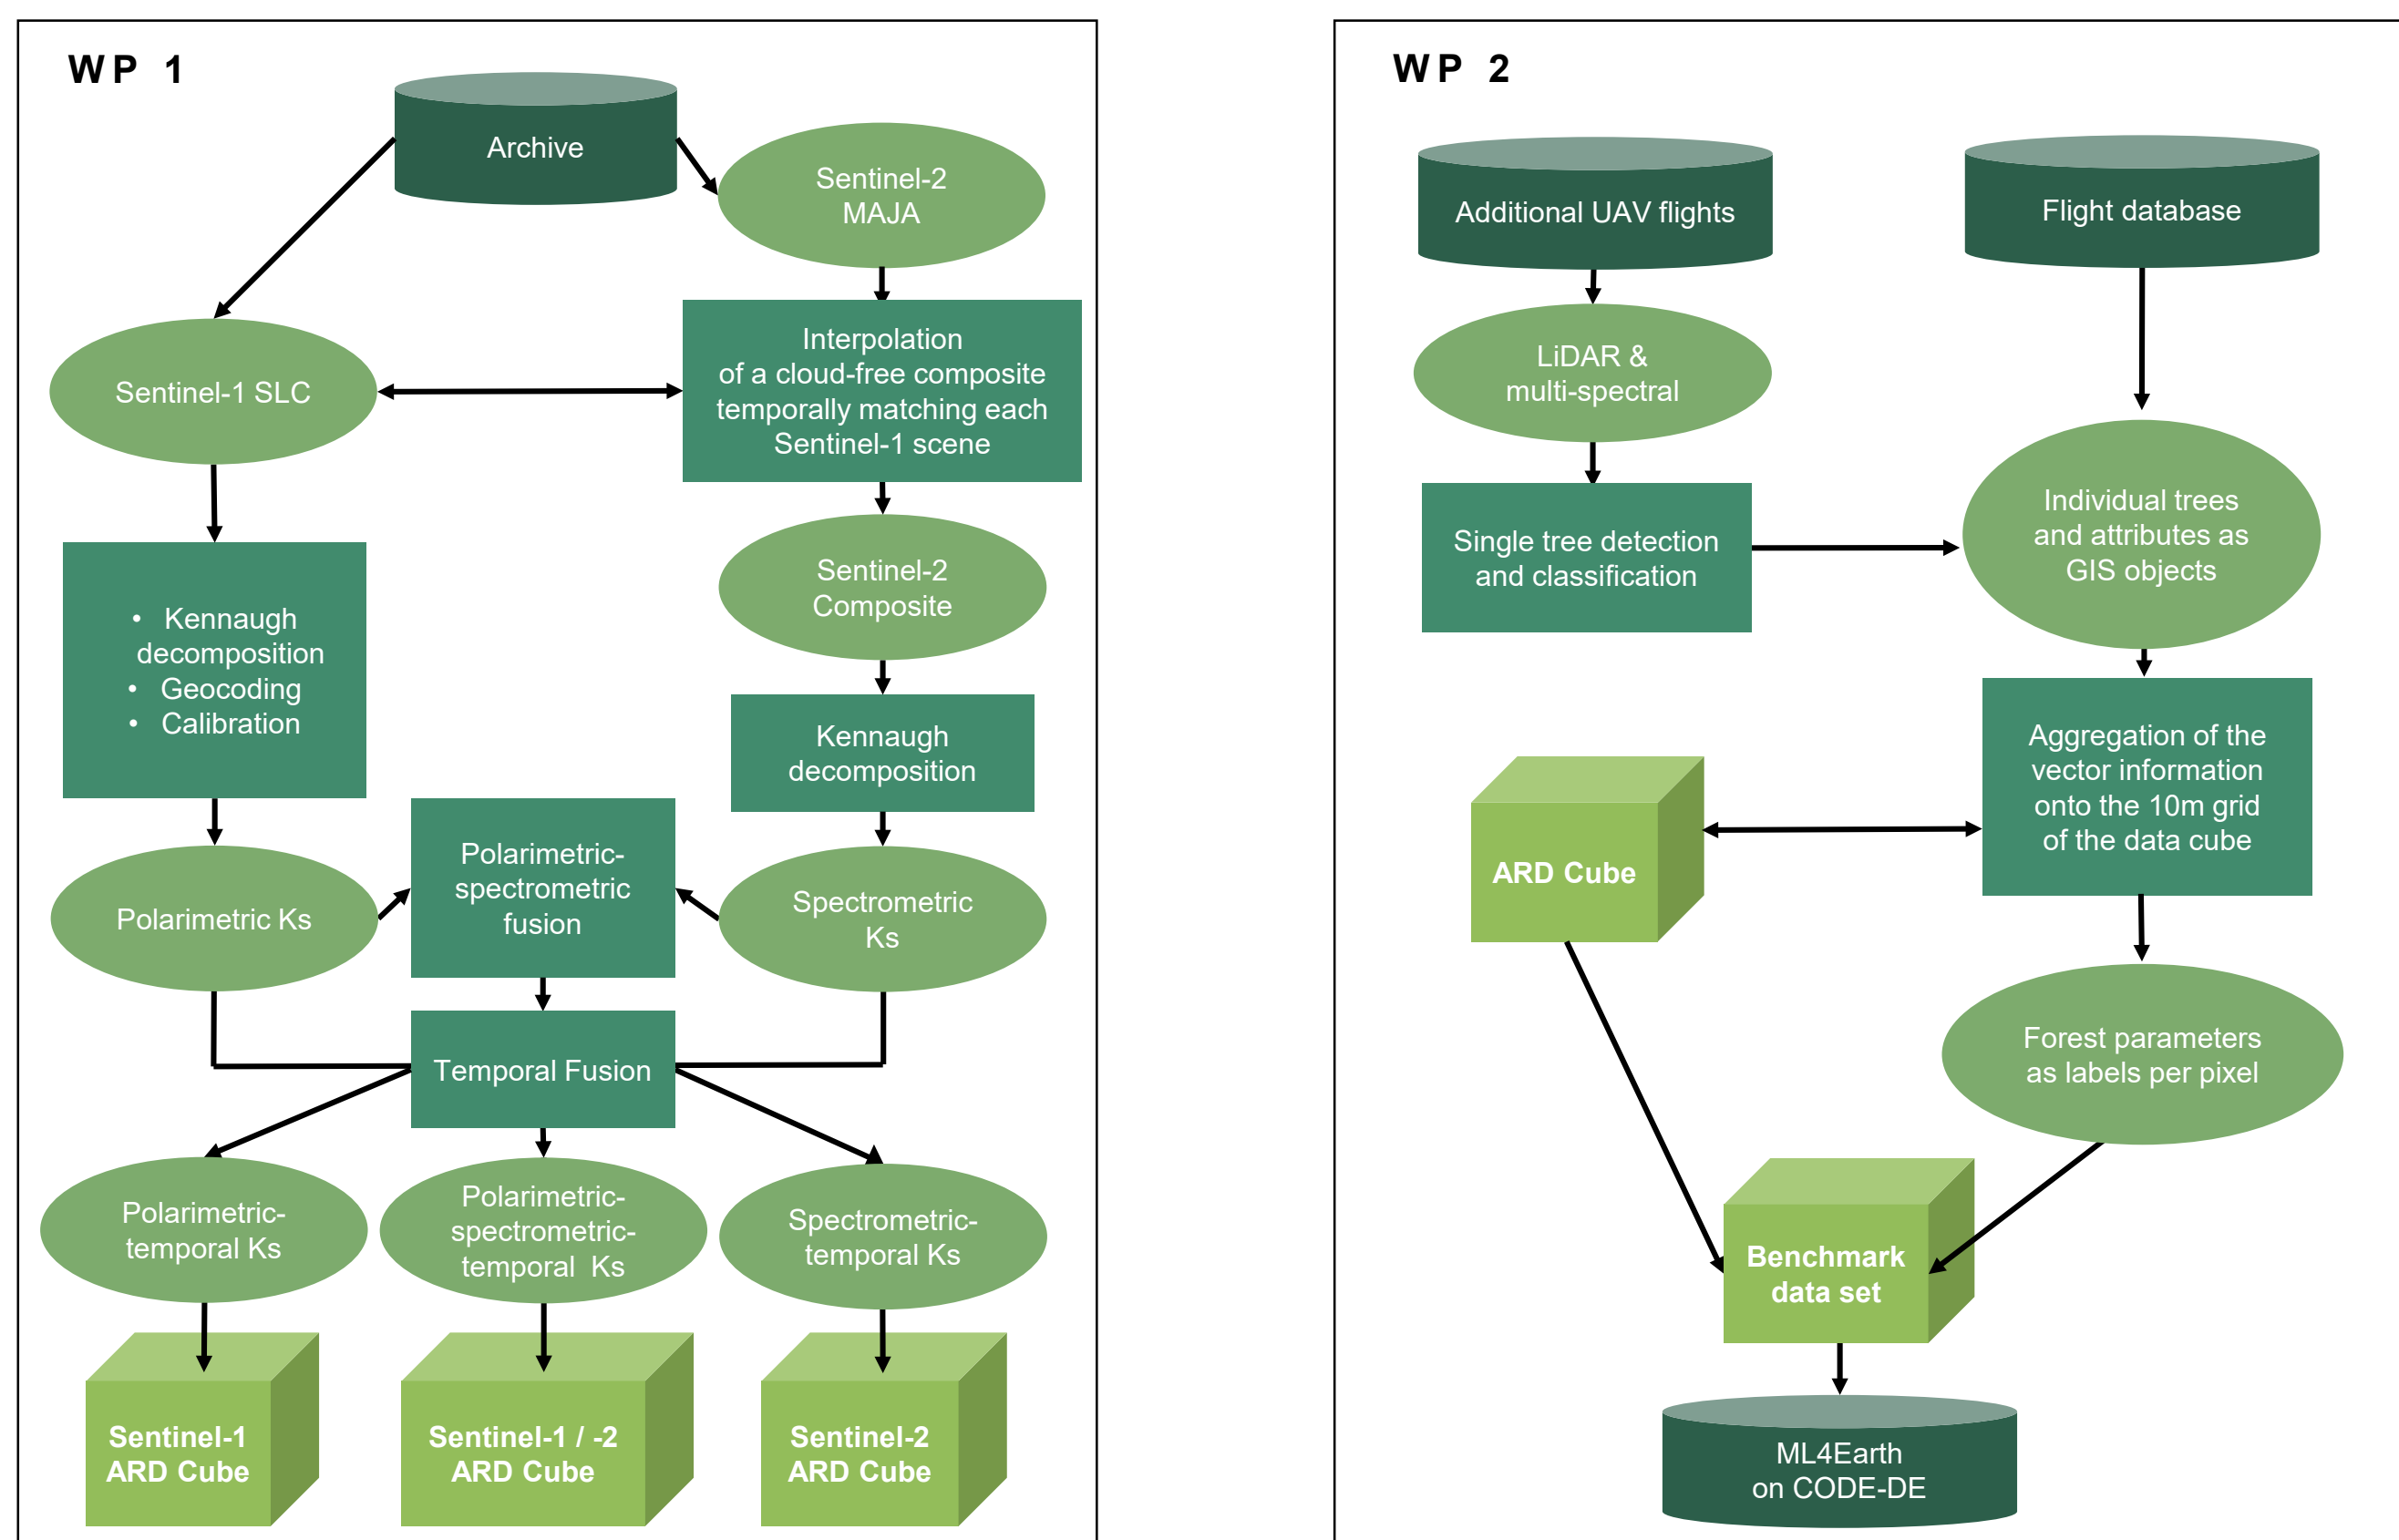 WP 1
Archive
Sentinel-2
MAJA
Interpolation
of a cloud-free composite
temporally matching each
Sentinel-1 scene
Sentinel-1 SLC
Sentinel-2
Composite
• Kennaugh
decomposition
• Geocoding
• Calibration
Kennaugh
decomposition
Polarimetric-
spectrometric
fusion
Polarimetric Ks
Spectrometric
Ks
Temporal Fusion
Polarimetric-
temporal Ks
Polarimetric-
spectrometric-
temporal Ks
Spectrometric-
temporal Ks
Sentinel-1
ARD Cube
Sentinel-1 / -2
ARD Cube
Sentinel-2
ARD Cube
WP 2
Additional UAV flights
Flight database
LiDAR &
multi-spectral
Single tree detection
and classification
Individual trees
and attributes as
GIS objects
Aggregation of the
vector information
onto the 10m grid
of the data cube
ARD Cube
Forest parameters
as labels per pixel
Benchmark
data set
ML4Earth
on CODE-DE